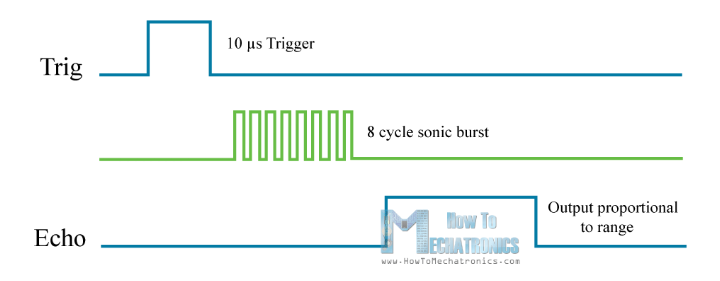 Trig
10 µs Trigger
8 cycle sonic burst
Echo
How To
MECHATRONICS
www.HowToMechatronics.com
Output proportional
to range